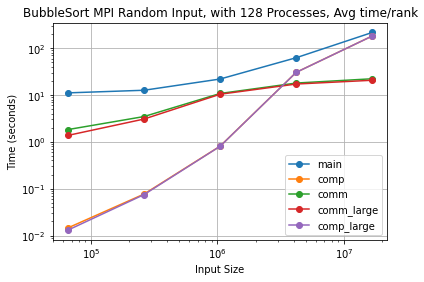 BubbleSort MPI Random Input, with 128 Processes, Avg time/rank
10²
10¹
10⁰
10⁻¹
10⁻²
Time (seconds)
main
comp
comm
comm_large
comp_large
10⁵
10⁶
10⁷
Input Size